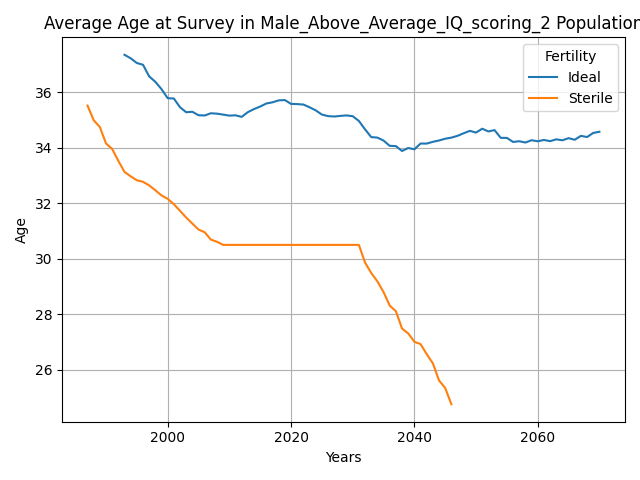 Average Age at Survey in Male_Above_Average_IQ_scoring_2 Population
Fertility
Ideal
Sterile
Age
36
34
32
30
28
26
2000
2020
2040
2060
Years